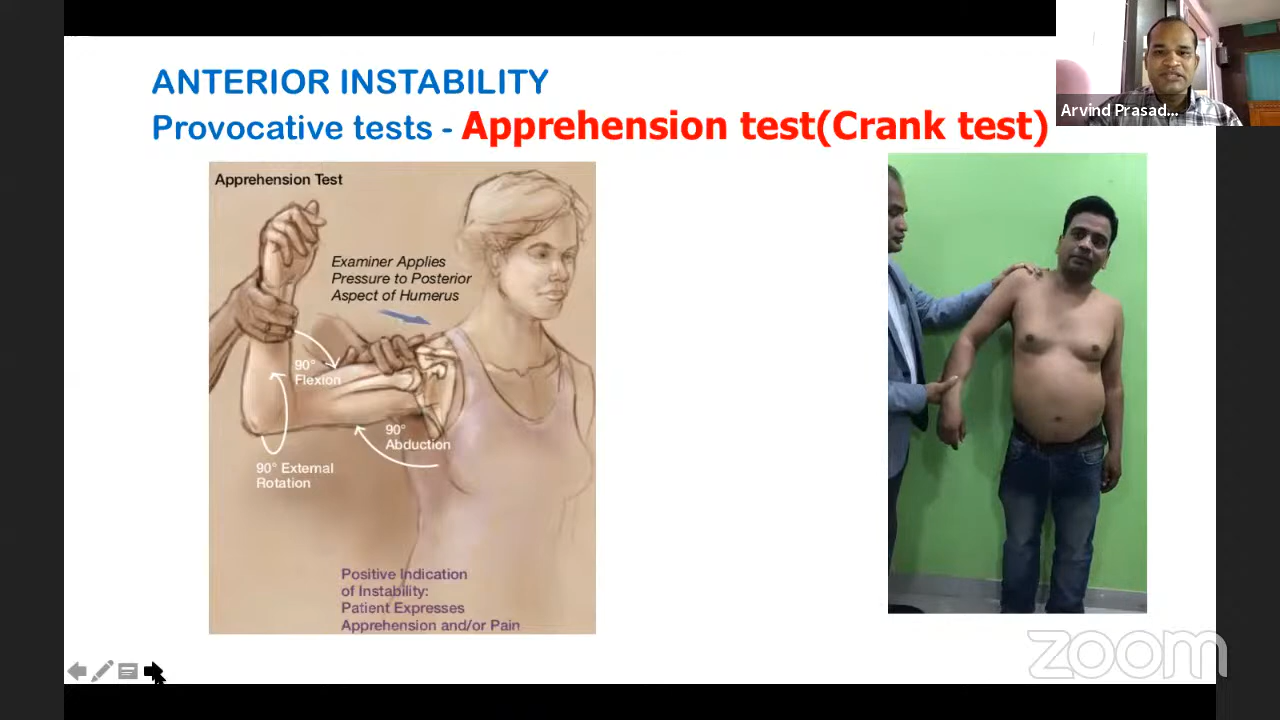 ANTERIOR INSTABILITY
Provocative tests - Apprehension test(Crank test)
Arvind Prasad...
Apprehension Test
Examiner Applies
Pressure to Posterior
Aspect of Humerus
90°
Flexion
90°
Abduction
90° External
Rotation
Positive Indication
of Instability:
Patient Expresses
Apprehension and/or Pain
zoom